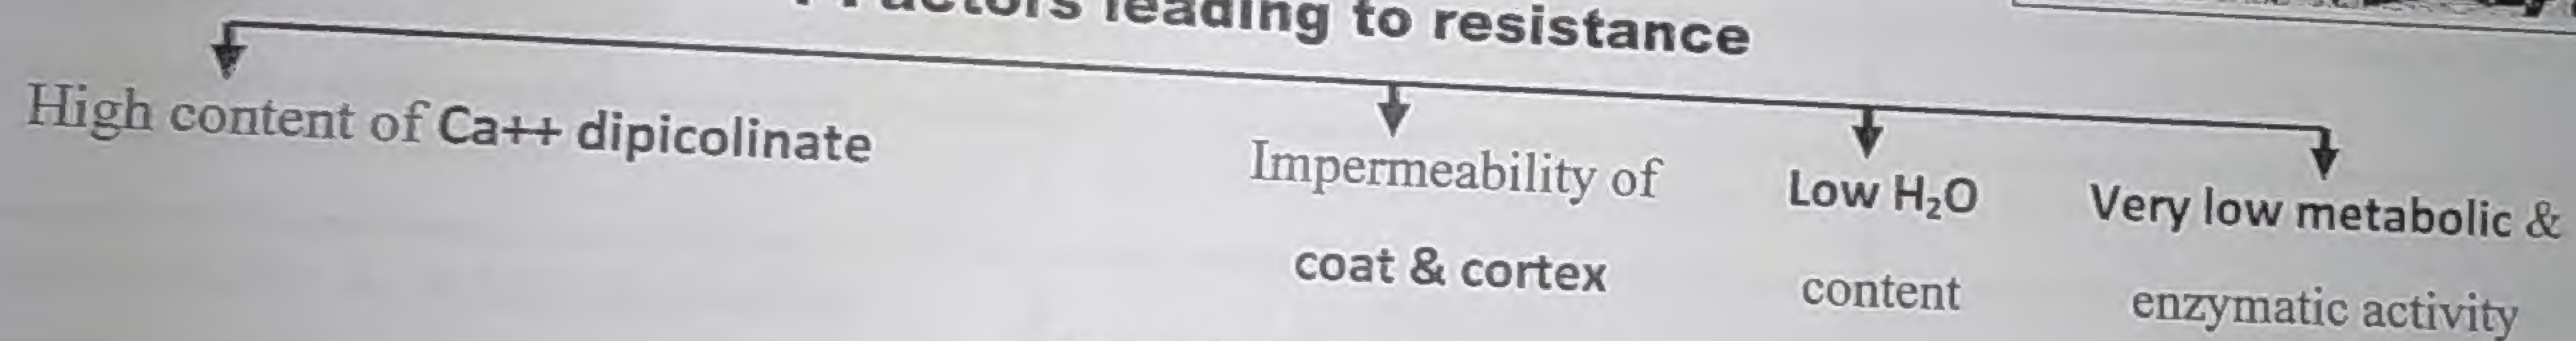 Factors leading to resistance
High content of Ca++ dipicolinate
Impermeability of
coat & cortex
Low H₂O
content
Very low metabolic &
enzymatic activity